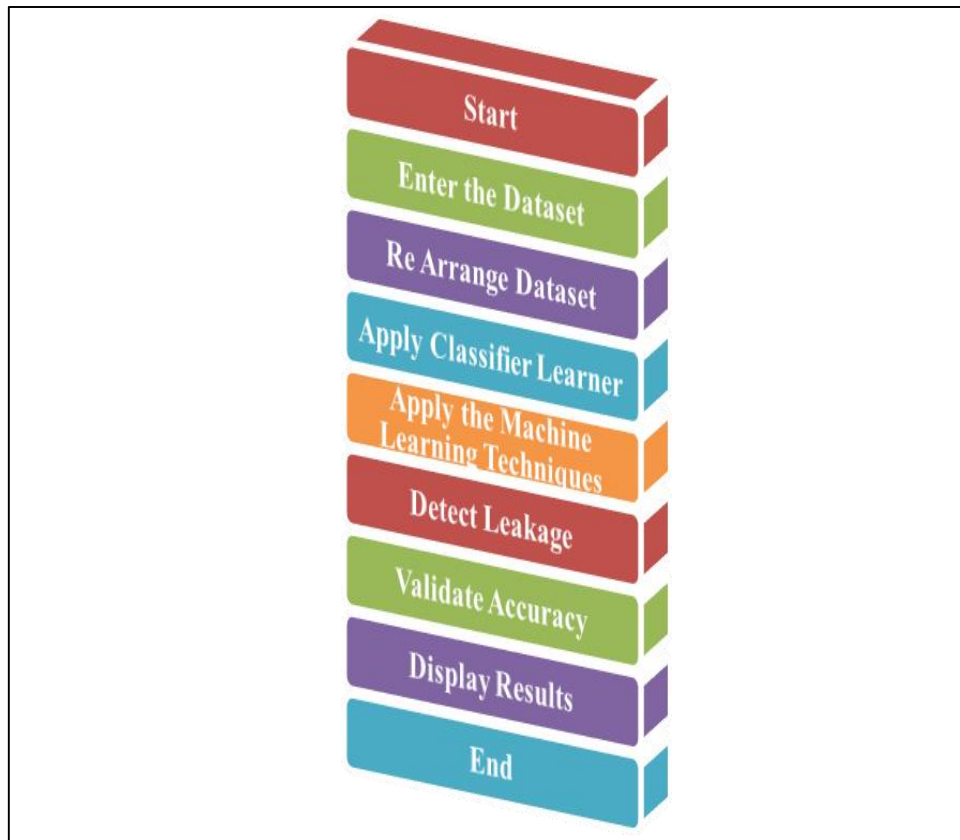 Start
Enter the Dataset
Re Arrange Dataset
Apply Classifier Learner
Apply the Machine
Learning Techniques
Detect Leakage
Validate Accuracy
Display Results
End